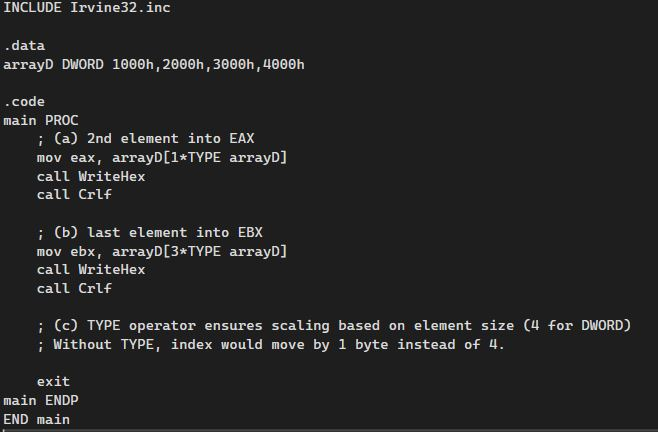 INCLUDE Irvine32.inc
.data
arrayD DWORD 1000h,2000h,3000h,4000h
.code
main PROC
; (a) 2nd element into EAX
mov eax, arrayD[1*TYPE arrayD]
call WriteHex
call Crlf
; (b) last element into EBX
mov ebx, arrayD[3*TYPE arrayD]
call WriteHex
call Crlf
; (c) TYPE operator ensures scaling based on element size (4 for DWORD)
; Without TYPE, index would move by 1 byte instead of 4.
exit
main ENDP
END main